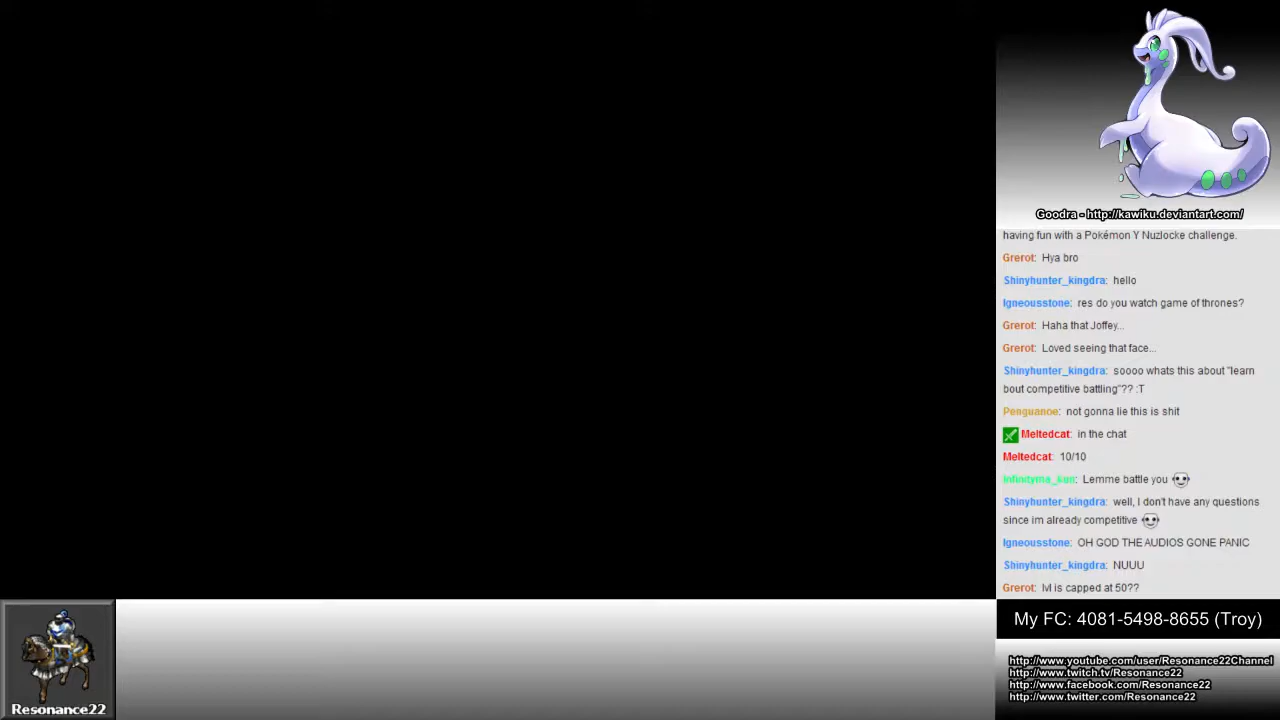 Goodra - http://kawiku.deviantart.com/
having fun with a Pokémon Y Nuzlocke challenge.
Grerot: Hya bro
Shinyhunter_kingdra: hello
Igneousstone: res do you watch game of thrones?
Grerot: Haha that Joffey...
Grerot: Loved seeing that face...
Shinyhunter_kingdra: soooo whats this about "learn
bout competitive battling"?? :T
Penguanoe: not gonna lie this is shit
Meltedcat: in the chat
Meltedcat: 10/10
Infinityma_kuo: Lemme battle you
Shinyhunter_kingdra: well, I don't have any questions
since im already competitive
Igneousstone: OH GOD THE AUDIOS GONE PANIC
Shinyhunter_kingdra: NUUU
Grerot: lvl is capped at 50??
My FC: 4081-5498-8655 (Troy)
http://www.youtube.com/user/Resonance22Channel
http://www.twitch.tv/Resonance22
http://www.facebook.com/Resonance22
http://www.twitter.com/Resonance22
Resonance22